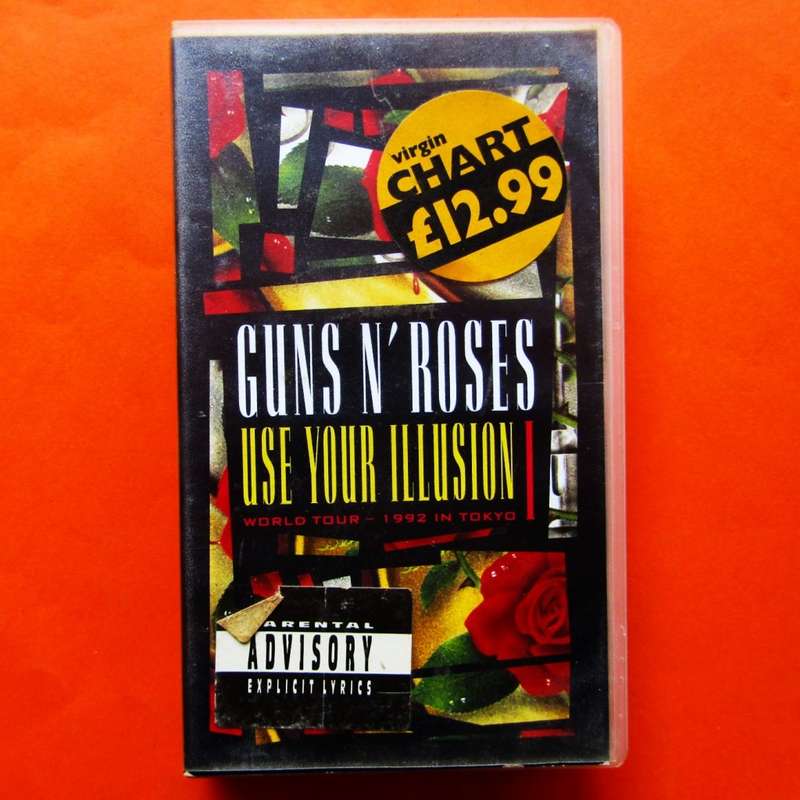 virgin
CHART
£12.99
GUNS N' ROSES
USE YOUR ILLUSION I
WORLD TOUR – 1992 IN TOKYO
ARENTAL
ADVISORY
EXPLICIT LYRICS